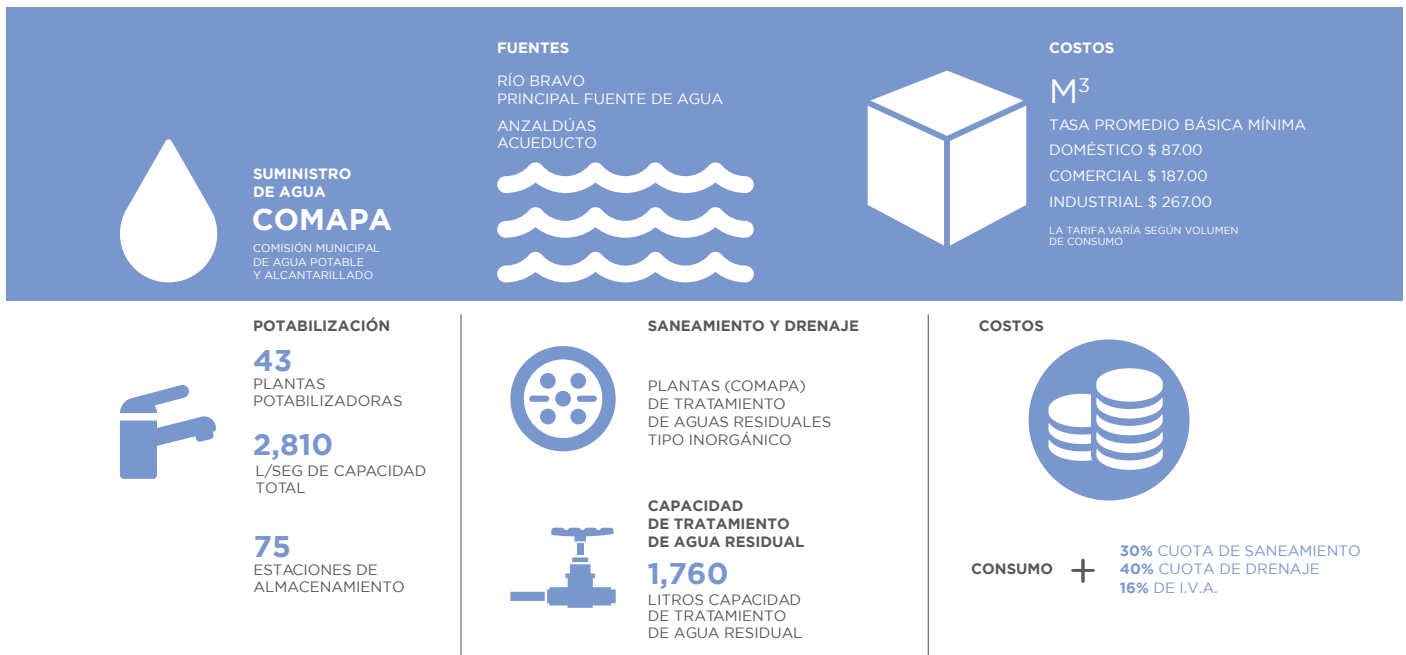 SUMINISTRO
DE AGUA
COMAPA
COMISIÓN MUNICIPAL
DE AGUA POTABLE
Y ALCANTARILLADO
FUENTES
RÍO BRAVO
PRINCIPAL FUENTE DE AGUA
ANZALDÚAS
ACUEDUCTO
COSTOS
M³
TASA PROMEDIO BÁSICA MÍNIMA
DOMÉSTICO $ 87.00
COMERCIAL $ 187.00
INDUSTRIAL $ 267.00
LA TARIFA VARÍA SEGÚN VOLUMEN
DE CONSUMO
POTABILIZACIÓN
43
PLANTAS
POTABILIZADORAS
2,810
L/SEG DE CAPACIDAD
TOTAL
75
ESTACIONES DE
ALMACENAMIENTO
SANEAMIENTO Y DRENAJE
PLANTAS (COMAPA)
DE TRATAMIENTO
DE AGUAS RESIDUALES
TIPO INORGÁNICO
CAPACIDAD
DE TRATAMIENTO
DE AGUA RESIDUAL
1,760
LITROS CAPACIDAD
DE TRATAMIENTO
DE AGUA RESIDUAL
COSTOS
CONSUMO +
30% CUOTA DE SANEAMIENTO
40% CUOTA DE DRENAJE
16% DE I.V.A.